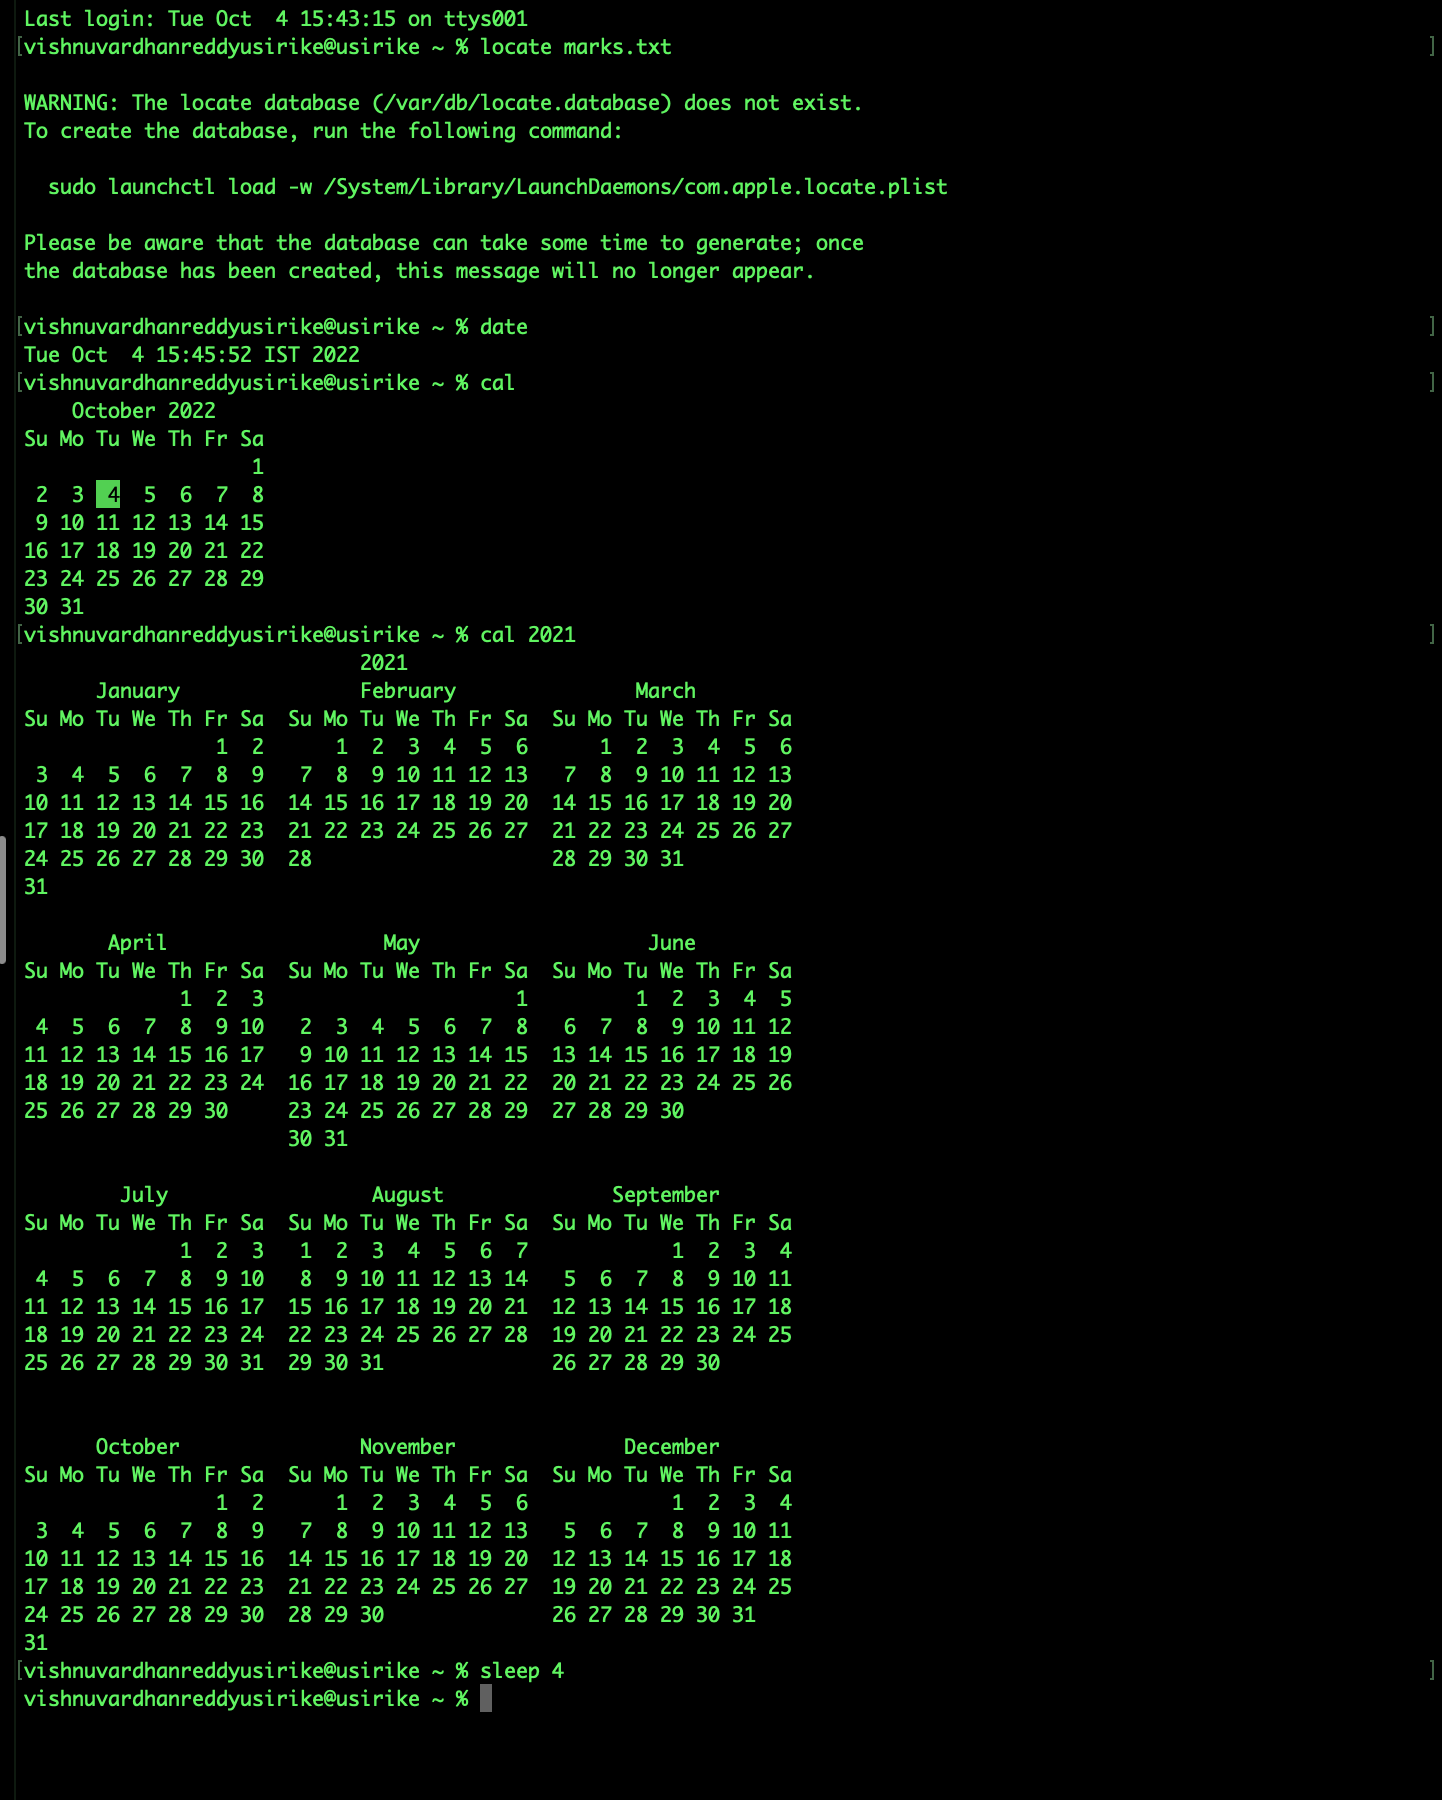 Last login: Tue Oct  4 15:43:15 on ttys001
[vishnuvardhanreddyusirike@usirike ~ % locate marks.txt ]

WARNING: The locate database (/var/db/locate.database) does not exist.
To create the database, run the following command:

  sudo launchctl load -w /System/Library/LaunchDaemons/com.apple.locate.plist

Please be aware that the database can take some time to generate; once
the database has been created, this message will no longer appear.

[vishnuvardhanreddyusirike@usirike ~ % date ]
Tue Oct  4 15:45:52 IST 2022
[vishnuvardhanreddyusirike@usirike ~ % cal ]
    October 2022
Su Mo Tu We Th Fr Sa
                   1
 2  3  4  5  6  7  8
 9 10 11 12 13 14 15
16 17 18 19 20 21 22
23 24 25 26 27 28 29
30 31
[vishnuvardhanreddyusirike@usirike ~ % cal 2021 ]
                            2021
      January               February               March
Su Mo Tu We Th Fr Sa  Su Mo Tu We Th Fr Sa  Su Mo Tu We Th Fr Sa
                1  2      1  2  3  4  5  6      1  2  3  4  5  6
 3  4  5  6  7  8  9   7  8  9 10 11 12 13   7  8  9 10 11 12 13
10 11 12 13 14 15 16  14 15 16 17 18 19 20  14 15 16 17 18 19 20
17 18 19 20 21 22 23  21 22 23 24 25 26 27  21 22 23 24 25 26 27
24 25 26 27 28 29 30  28                    28 29 30 31
31

       April                  May                   June
Su Mo Tu We Th Fr Sa  Su Mo Tu We Th Fr Sa  Su Mo Tu We Th Fr Sa
             1  2  3                     1         1  2  3  4  5
 4  5  6  7  8  9 10   2  3  4  5  6  7  8   6  7  8  9 10 11 12
11 12 13 14 15 16 17   9 10 11 12 13 14 15  13 14 15 16 17 18 19
18 19 20 21 22 23 24  16 17 18 19 20 21 22  20 21 22 23 24 25 26
25 26 27 28 29 30     23 24 25 26 27 28 29  27 28 29 30
                      30 31

        July                 August              September
Su Mo Tu We Th Fr Sa  Su Mo Tu We Th Fr Sa  Su Mo Tu We Th Fr Sa
             1  2  3   1  2  3  4  5  6  7            1  2  3  4
 4  5  6  7  8  9 10   8  9 10 11 12 13 14   5  6  7  8  9 10 11
11 12 13 14 15 16 17  15 16 17 18 19 20 21  12 13 14 15 16 17 18
18 19 20 21 22 23 24  22 23 24 25 26 27 28  19 20 21 22 23 24 25
25 26 27 28 29 30 31  29 30 31              26 27 28 29 30


      October               November              December
Su Mo Tu We Th Fr Sa  Su Mo Tu We Th Fr Sa  Su Mo Tu We Th Fr Sa
                1  2      1  2  3  4  5  6            1  2  3  4
 3  4  5  6  7  8  9   7  8  9 10 11 12 13   5  6  7  8  9 10 11
10 11 12 13 14 15 16  14 15 16 17 18 19 20  12 13 14 15 16 17 18
17 18 19 20 21 22 23  21 22 23 24 25 26 27  19 20 21 22 23 24 25
24 25 26 27 28 29 30  28 29 30              26 27 28 29 30 31
31
[vishnuvardhanreddyusirike@usirike ~ % sleep 4 ]
vishnuvardhanreddyusirike@usirike ~ %